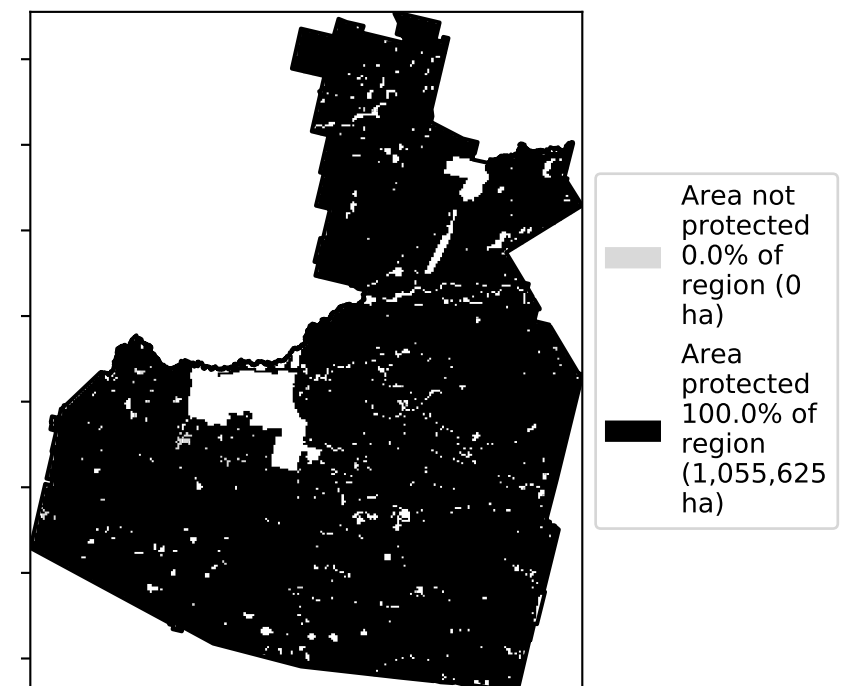 Area not
protected
0.0% of
region (0
ha)
Area
protected
100.0% of
region
(1,055,625
ha)